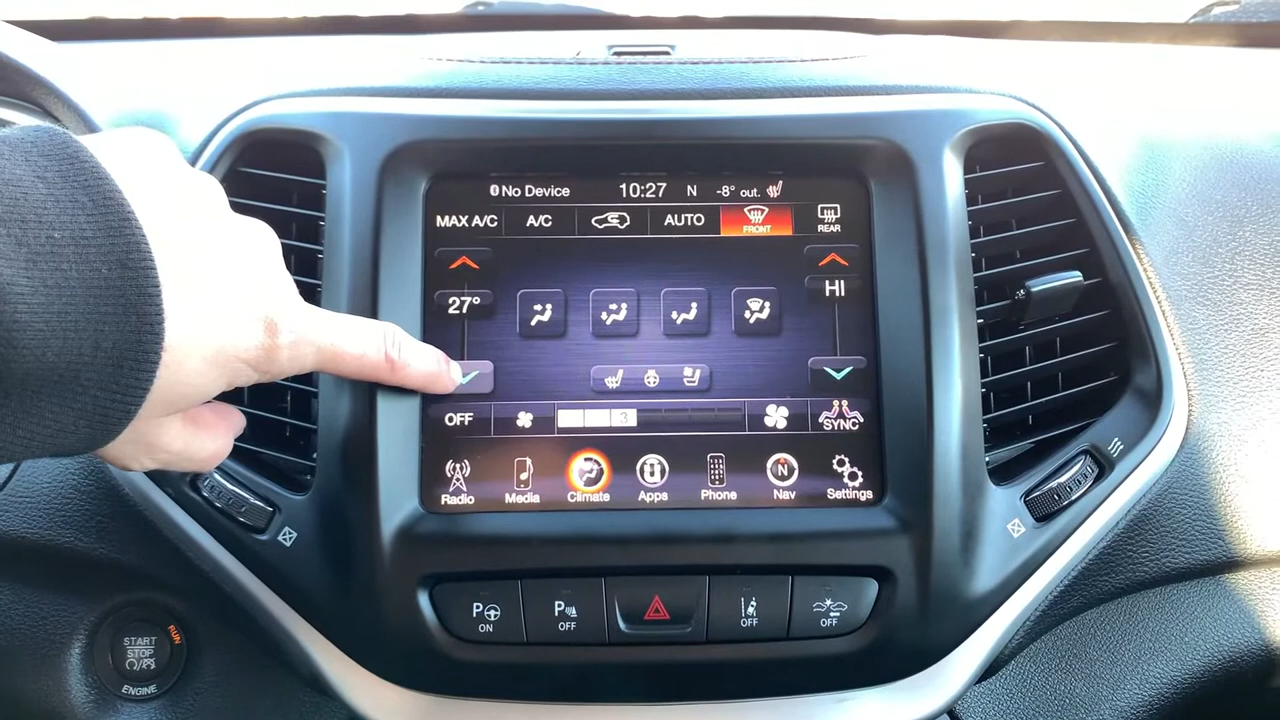 No Device 10:27 N -8° out.
MAX A/C A/C AUTO FRONT REAR
27° HI
OFF 3 SYNC
Radio Media Climate Apps Phone Nav Settings
P ON P OFF OFF OFF
START
STOP
RUN
ENGINE